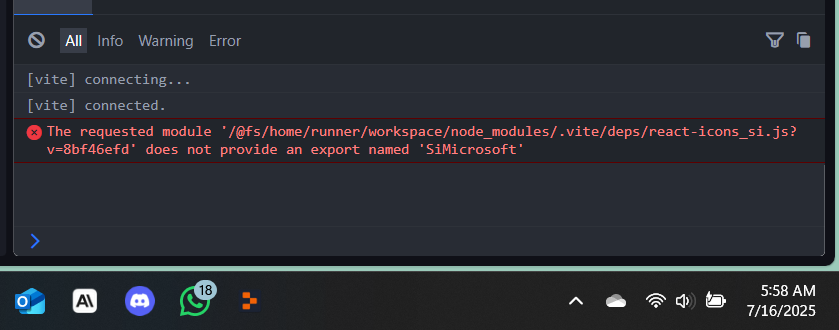 All Info Warning Error
[vite] connecting...
[vite] connected.
The requested module '/@fs/home/runner/workspace/node_modules/.vite/deps/react-icons_si.js?
v=8bf46efd' does not provide an export named 'SiMicrosoft'
18
5:58 AM
7/16/2025